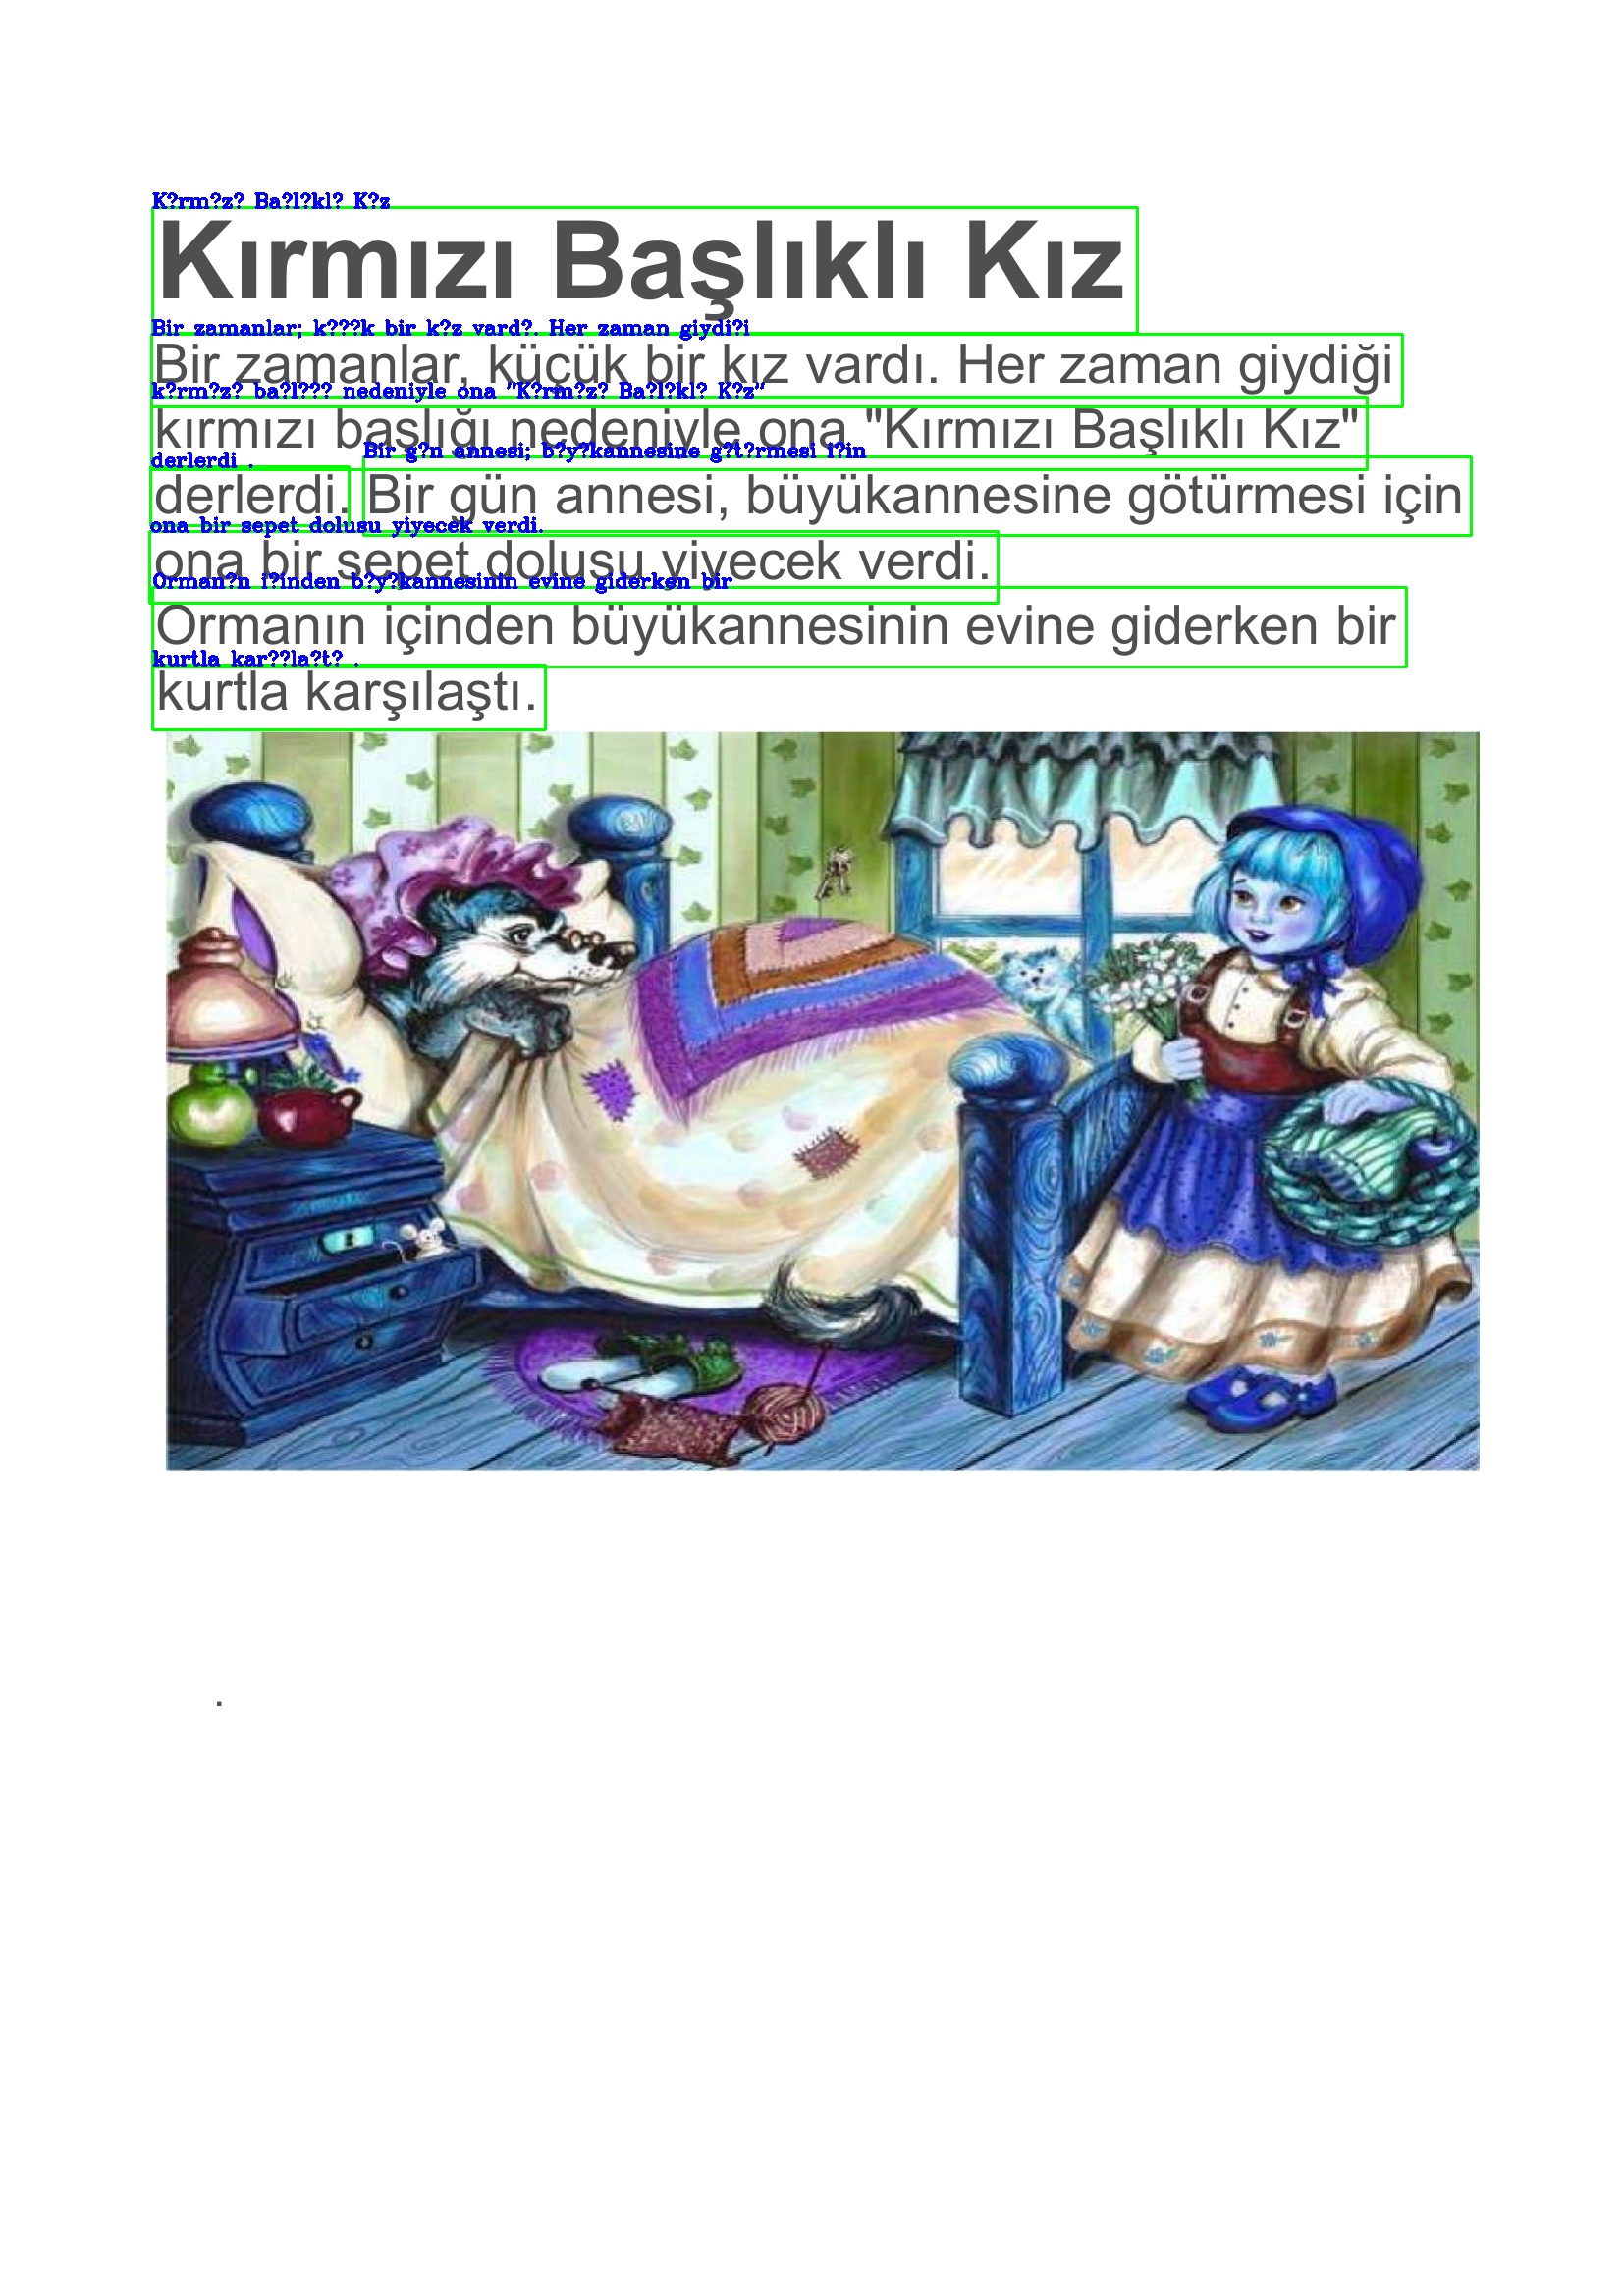 K?rm?z? Ba?l?kl? K?z
Kırmızı Başlıklı Kız
Bir zamanlar; k???k bir k?z vard?. Her zaman giydi?i
Bir zamanlar, küçük bir kız vardı. Her zaman giydiği
k?rm?z? ba?l??? nedeniyle ona "K?rm?z? Ba?l?kl? K?z"
kırmızı başlığı nedeniyle ona "Kırmızı Başlıklı Kız"
derlerdi . Bir g?n annesi; b?y?kannesine g?t?rmesi i?in
derlerdi. Bir gün annesi, büyükannesine götürmesi için
ona bir sepet dolusu yiyecek verdi.
ona bir sepet dolusu yiyecek verdi.
Orman?n i?inden b?y?kannesinin evine giderken bir
Ormanın içinden büyükannesinin evine giderken bir
kurtla kar??la?t? .
kurtla karşılaştı.
.